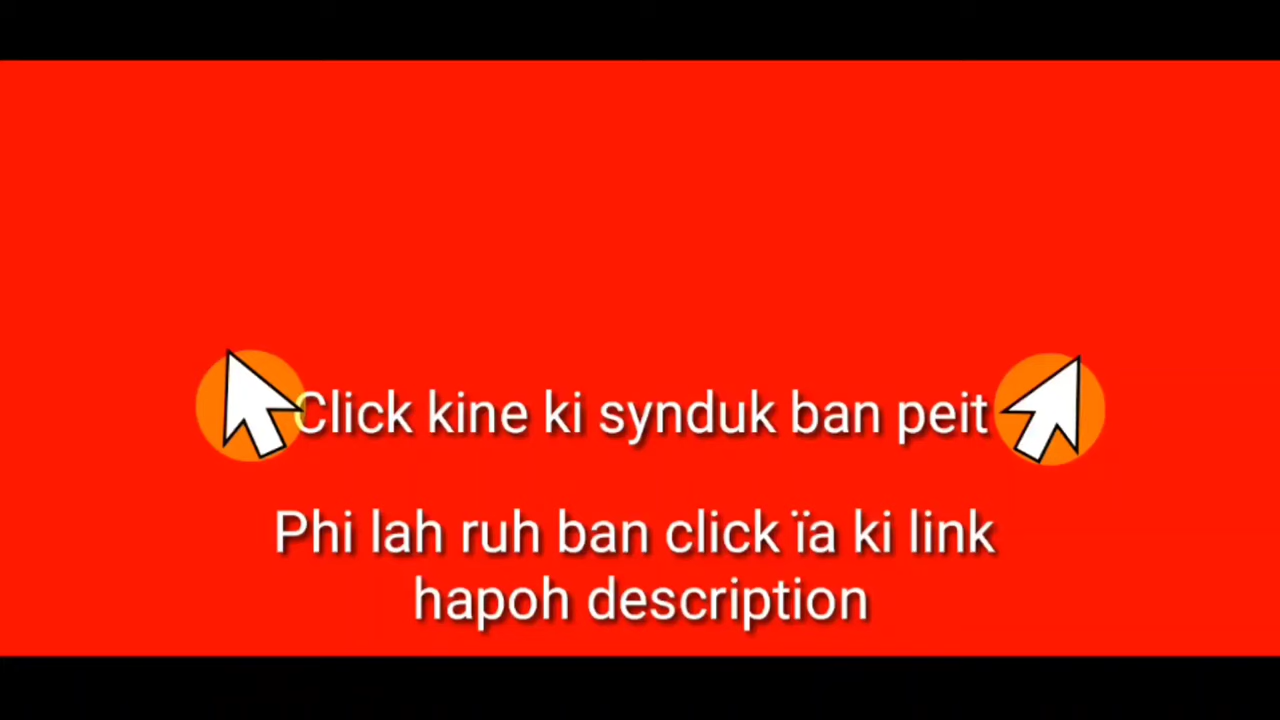 Click kine ki synduk ban peit
Phi lah ruh ban click ïa ki link
hapoh description